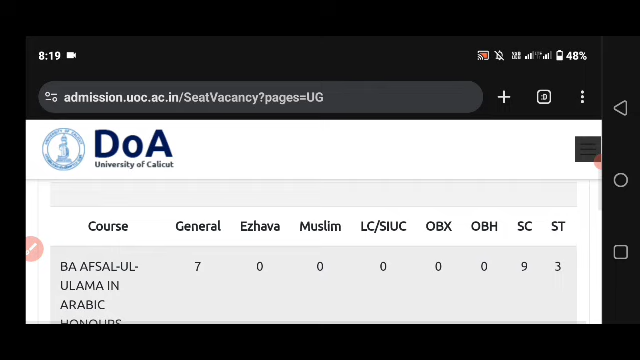 8:19 48%
admission.uoc.ac.in/SeatVacancy?pages=UG
DoA
University of Calicut
Course General Ezhava Muslim LC/SIUC OBX OBH SC ST
BA AFSAL-UL- 7 0 0 0 0 0 9 3
ULAMA IN
ARABIC
HONOURS